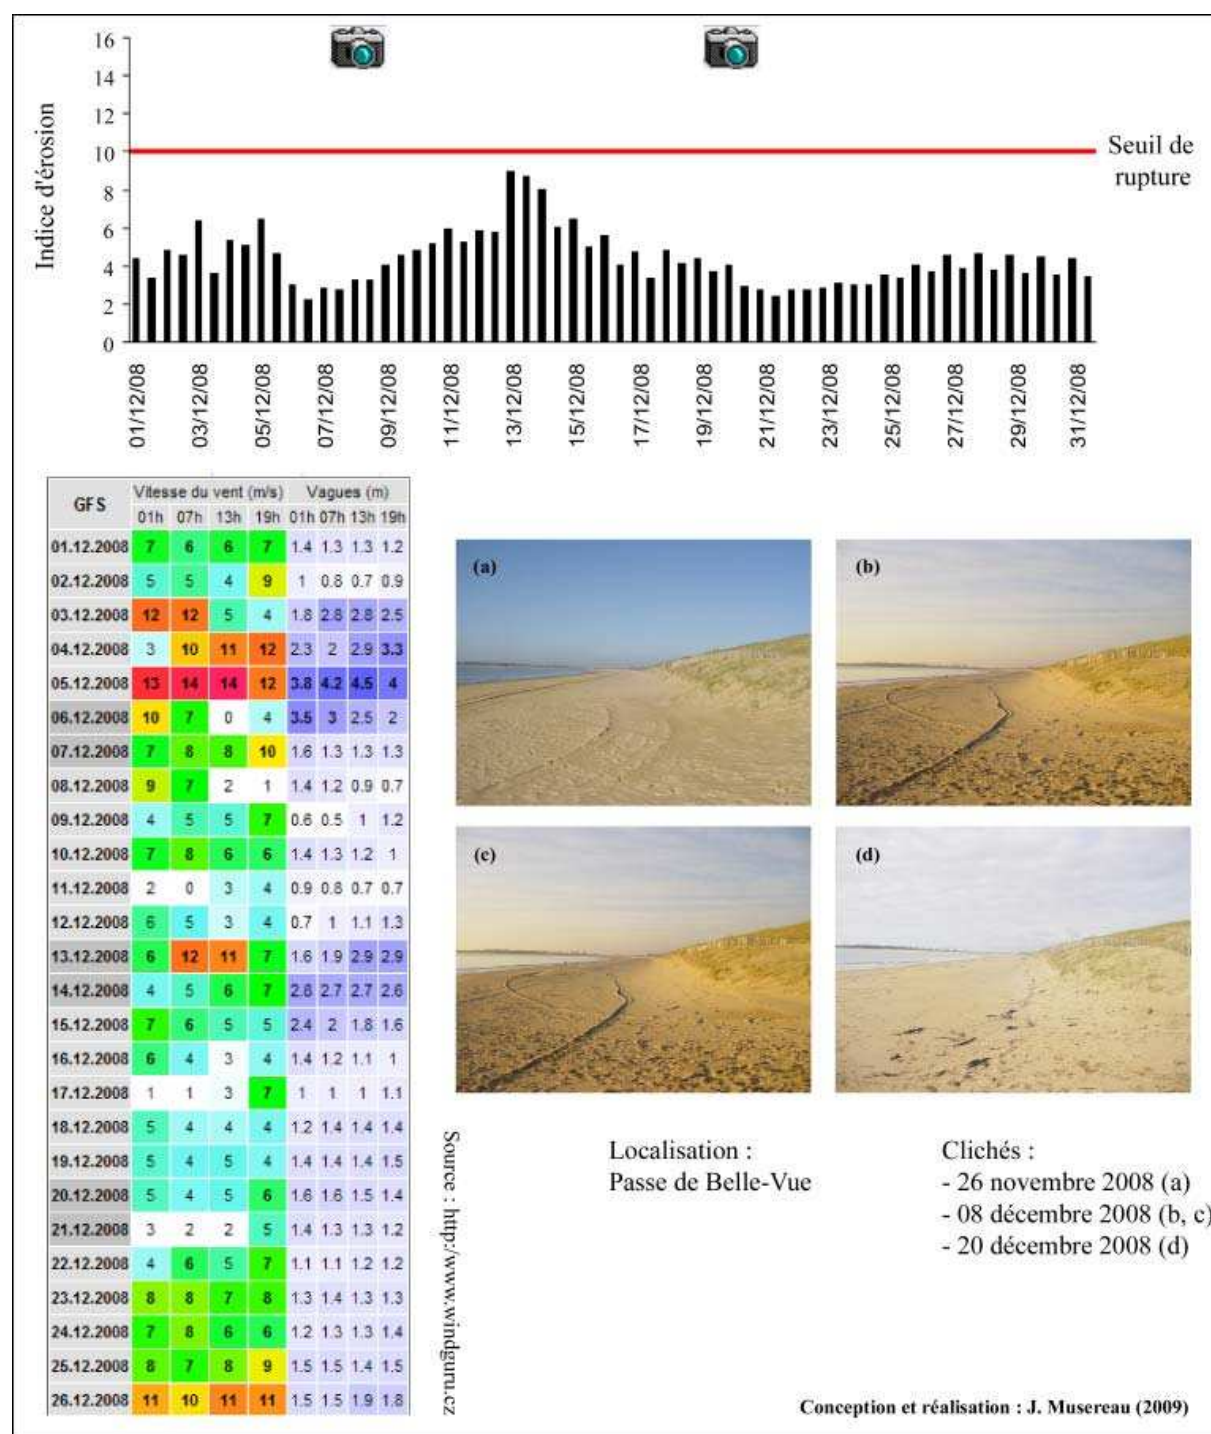 16
14
12
10
8
6
4
2
0
Indice d'érosion
Seuil de
rupture
01/12/08
03/12/08
05/12/08
07/12/08
09/12/08
11/12/08
13/12/08
15/12/08
17/12/08
19/12/08
21/12/08
23/12/08
25/12/08
27/12/08
29/12/08
31/12/08
GFS Vitesse du vent (m/s) Vagues (m)
01h 07h 13h 19h 01h 07h 13h 19h
01.12.2008 7 6 6 7 1.4 1.3 1.3 1.2
02.12.2008 5 5 4 9 1 0.8 0.7 0.9
03.12.2008 12 12 5 4 1.8 2.8 2.8 2.5
04.12.2008 3 10 11 12 2.3 2 2.9 3.3
05.12.2008 13 14 14 12 3.8 4.2 4.5 4
06.12.2008 10 7 0 4 3.5 3 2.5 2
07.12.2008 7 8 8 10 1.6 1.3 1.3 1.3
08.12.2008 9 7 2 1 1.4 1.2 0.9 0.7
09.12.2008 4 5 5 7 0.6 0.5 1 1.2
10.12.2008 7 8 6 6 1.4 1.3 1.2 1
11.12.2008 2 0 3 4 0.9 0.8 0.7 0.7
12.12.2008 6 5 3 4 0.7 1 1.1 1.3
13.12.2008 6 12 11 7 1.6 1.9 2.9 2.9
14.12.2008 4 5 6 7 2.8 2.7 2.7 2.6
15.12.2008 7 6 5 5 2.4 2 1.8 1.6
16.12.2008 6 4 3 4 1.4 1.2 1.1 1
17.12.2008 1 1 3 7 1 1 1 1.1
18.12.2008 5 4 4 4 1.2 1.4 1.4 1.4
19.12.2008 5 4 5 4 1.4 1.4 1.4 1.5
20.12.2008 5 4 5 6 1.6 1.6 1.5 1.4
21.12.2008 3 2 2 5 1.4 1.3 1.3 1.2
22.12.2008 4 6 5 7 1.1 1.1 1.2 1.2
23.12.2008 8 8 7 8 1.3 1.4 1.3 1.3
24.12.2008 7 8 6 6 1.2 1.3 1.3 1.4
25.12.2008 8 7 8 9 1.5 1.5 1.4 1.5
26.12.2008 11 10 11 11 1.5 1.5 1.9 1.8
Source : http:/www.windguru.cz
(a)
(b)
(c)
(d)
Localisation :
Passe de Belle-Vue
Clichés :
- 26 novembre 2008 (a)
- 08 décembre 2008 (b, c)
- 20 décembre 2008 (d)
Conception et réalisation : J. Musereau (2009)